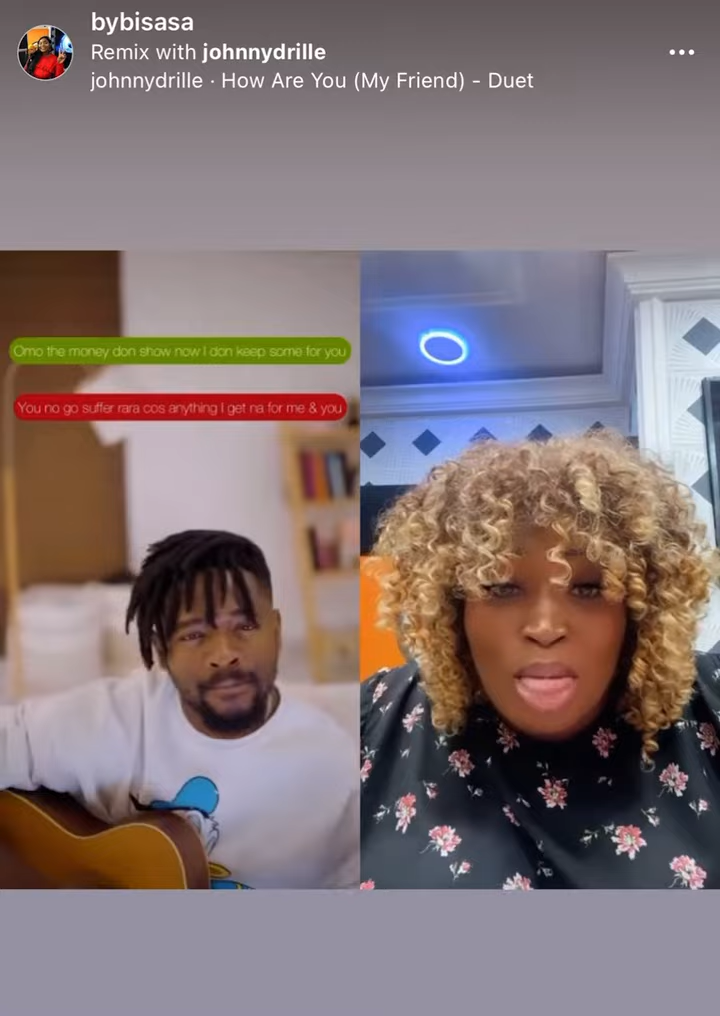 bybisasa
Remix with johnnydrille
johnnydrille · How Are You (My Friend) - Duet
Omo the money don show now I don keep some for you
You no go suffer rara cos anything I get na for me & you